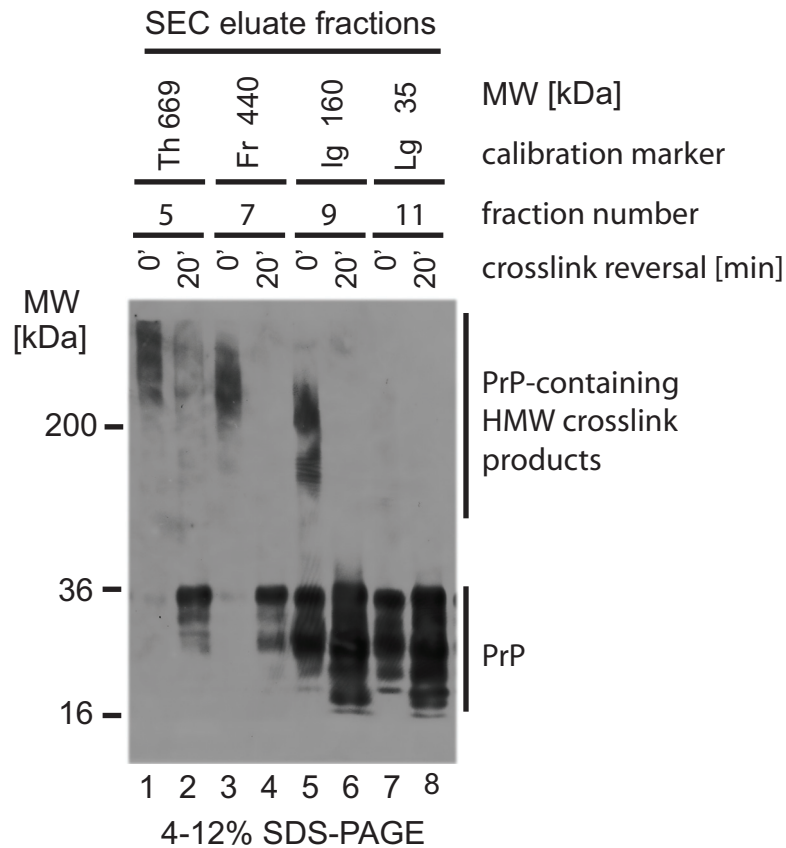 SEC eluate fractions
Th 669 Fr 440 Ig 160 Lg 35 MW [kDa]
calibration marker
5 7 9 11 fraction number
0' 20' 0' 20' 0' 20' 0' 20' crosslink reversal [min]
MW
[kDa]
PrP-containing
HMW crosslink
products
200
36
PrP
16
1 2 3 4 5 6 7 8
4-12% SDS-PAGE